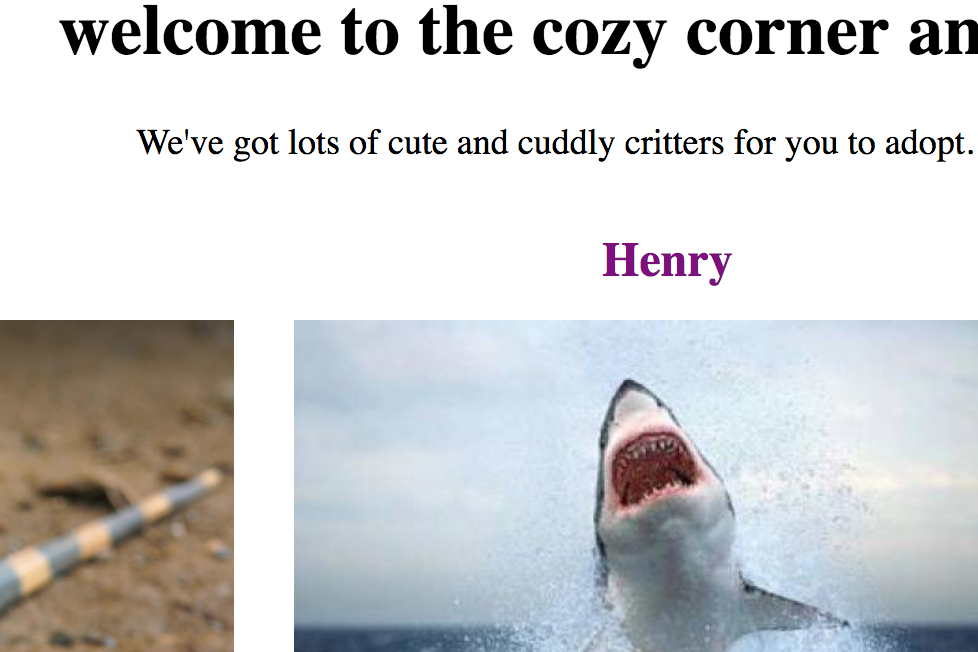 welcome to the cozy corner an
We've got lots of cute and cuddly critters for you to adopt.
Henry